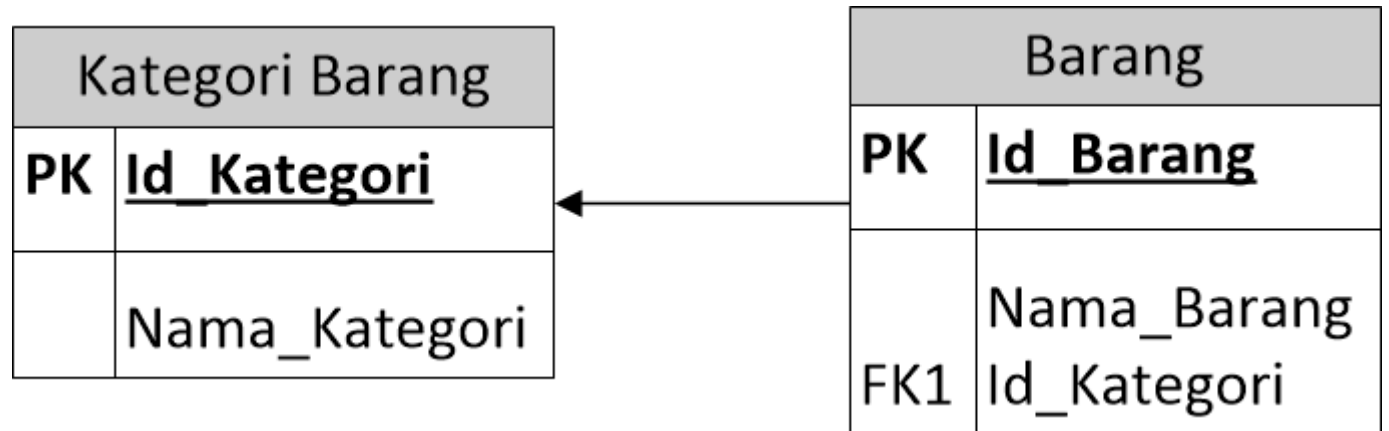 Kategori Barang
PK Id_Kategori
Nama_Kategori
Barang
PK Id_Barang
Nama_Barang
FK1 Id_Kategori